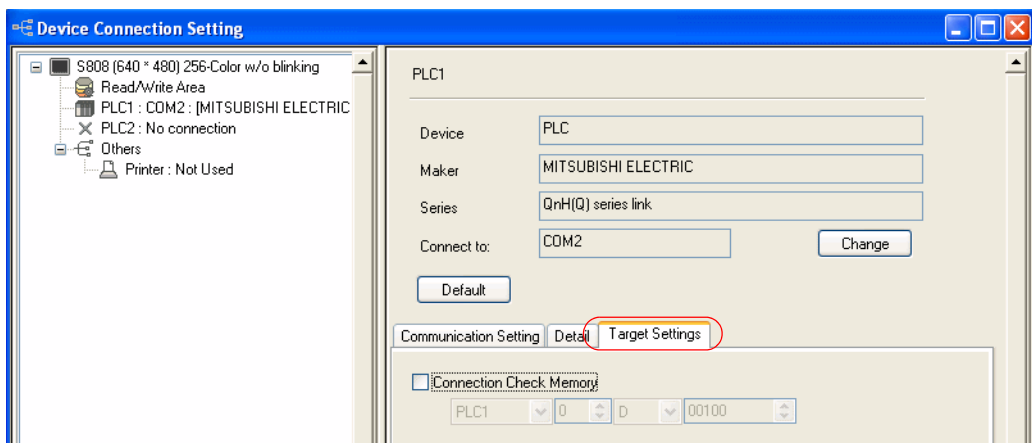 Device Connection Setting
S808 (640 * 480) 256-Color w/o blinking
Read/Write Area
PLC1 : COM2 : [MITSUBISHI ELECTRIC
PLC2 : No connection
Others
Printer : Not Used
PLC1
Device PLC
Maker MITSUBISHI ELECTRIC
Series QnH(Q) series link
Connect to: COM2 Change
Default
Communication Setting Detail Target Settings
Connection Check Memory
PLC1 0 D 00100